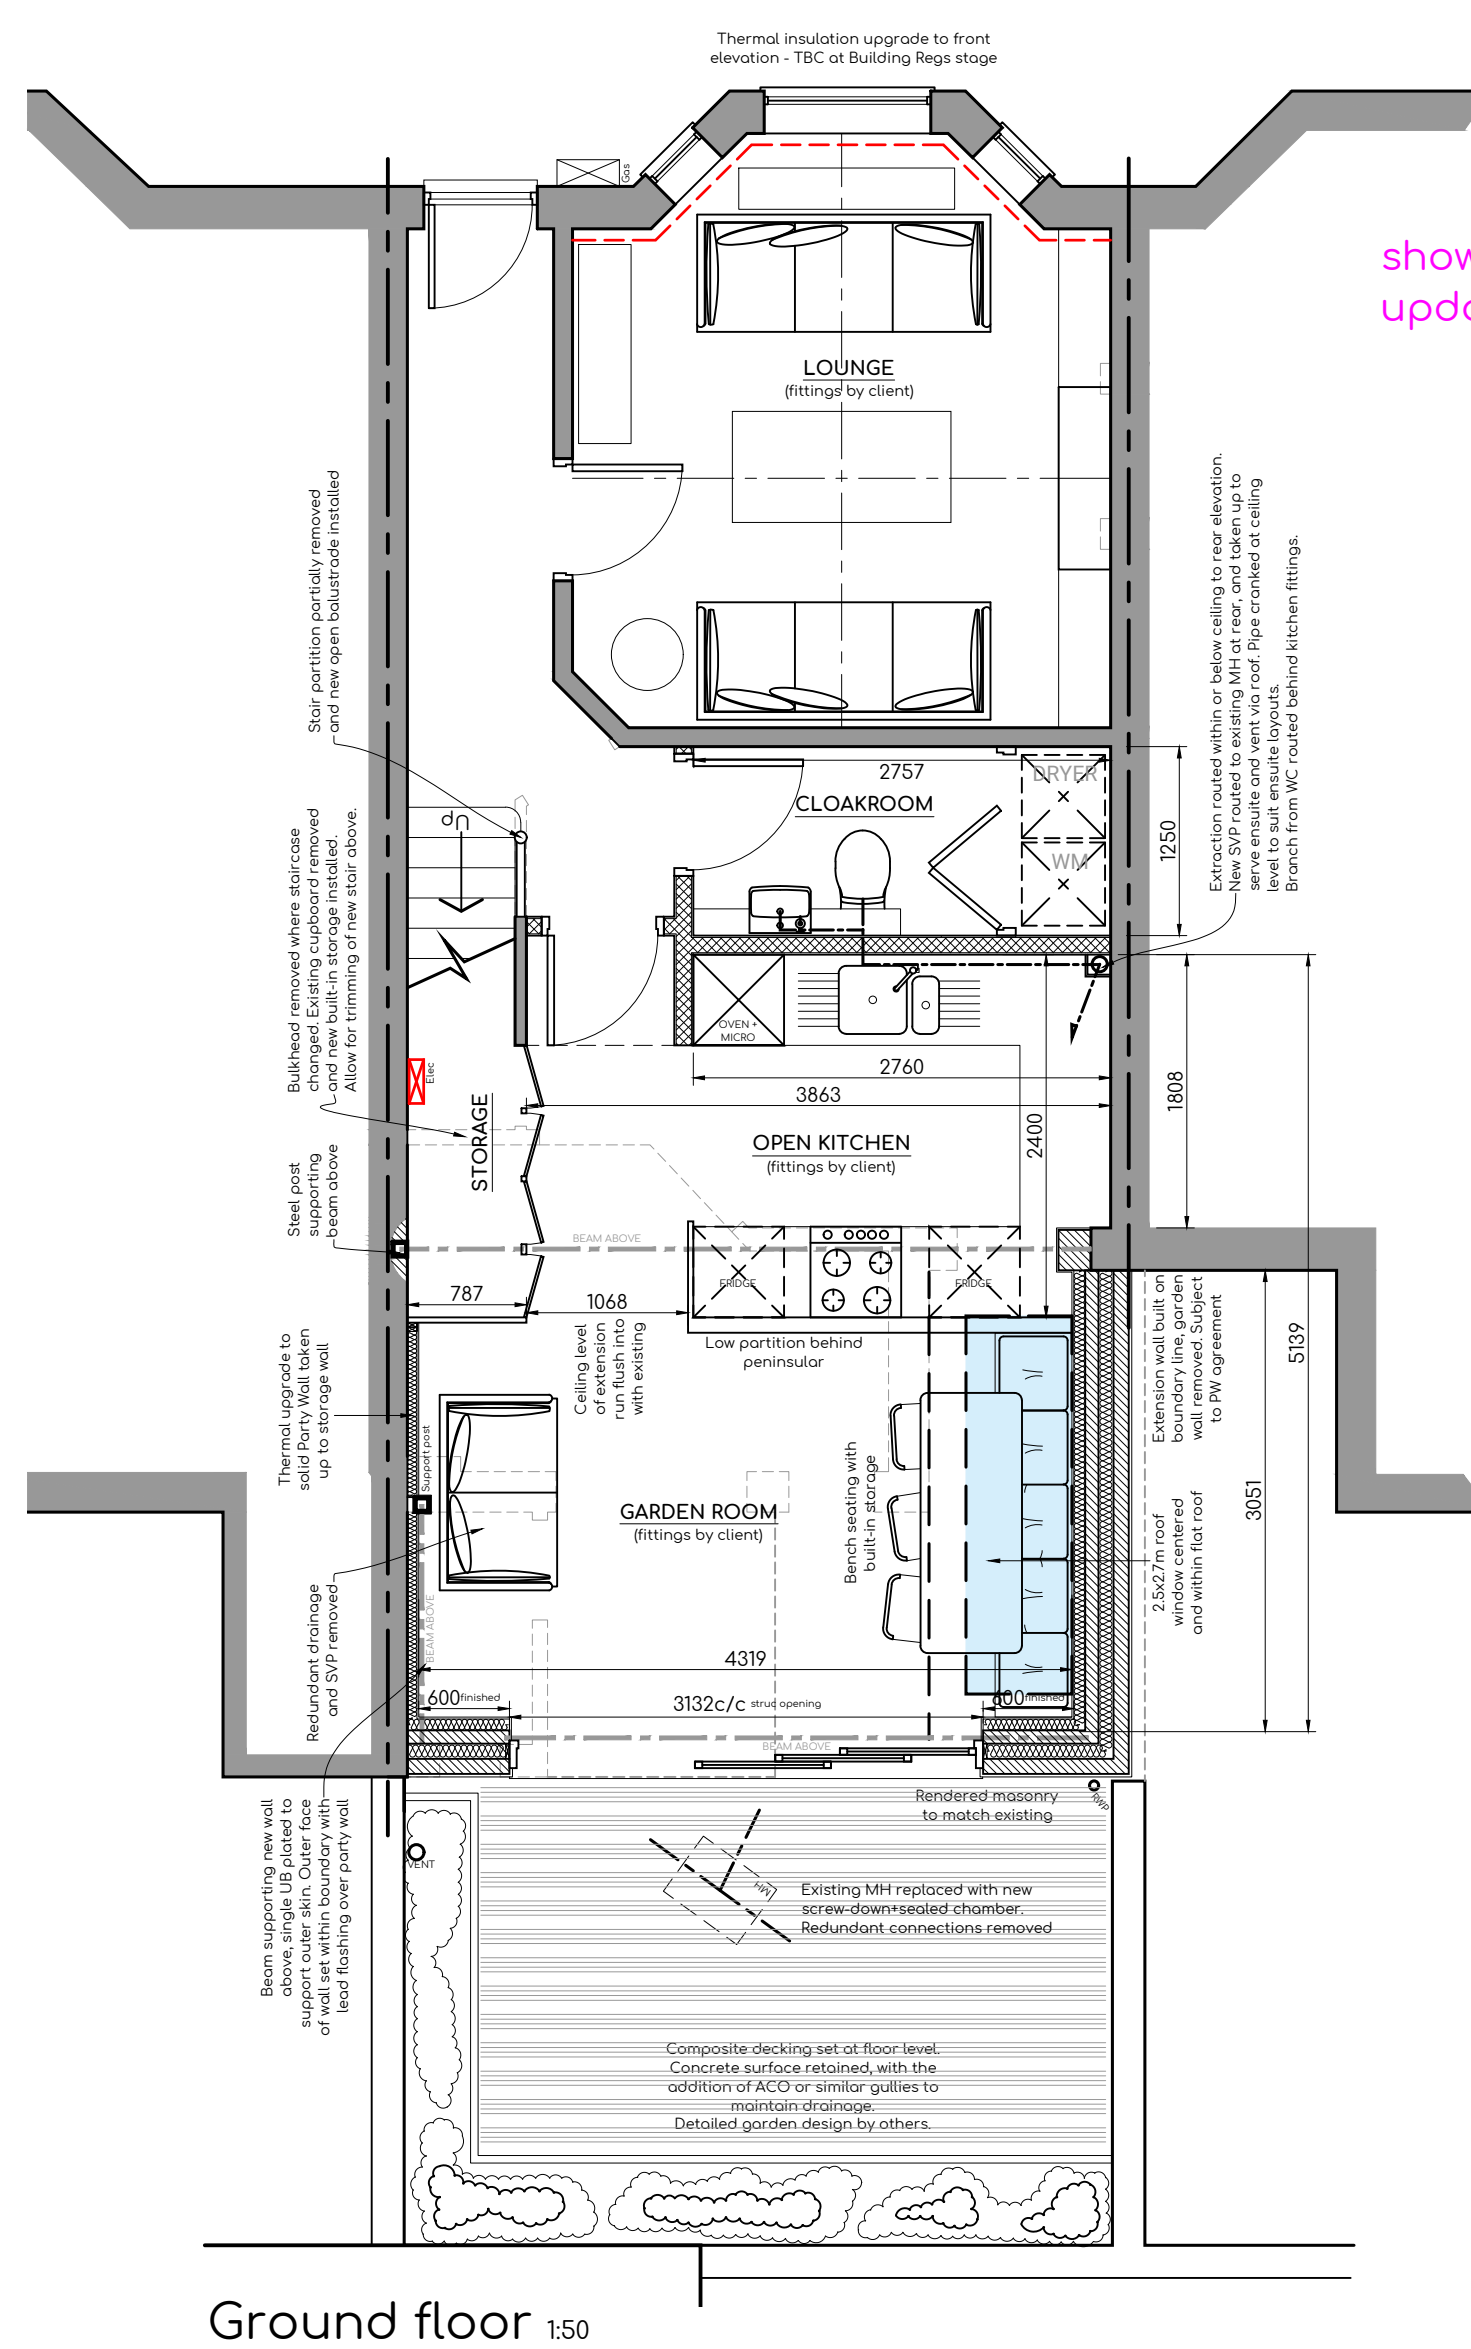 Thermal insulation upgrade to front
elevation - TBC at Building Regs stage
Gas
show
LOUNGE
(fittings by client)
Stair partition partially removed
and new open balustrade installed
Extraction routed within or below ceiling to rear elevation.
New SVP routed to existing MH at rear, and taken up to
serve ensuite and vent via roof. Pipe cranked at ceiling
level to suit ensuite layouts.
Branch from WC routed behind kitchen fittings.
2757
DRYER
CLOAKROOM
WM
1250
Up
Bulkhead removed where staircase
changed. Existing cupboard removed
and new built-in storage installed.
Allow for trimming of new stair above.
OVEN +
MICRO
Elec
2760
3863
1808
2400
STORAGE
OPEN KITCHEN
(fittings by client)
Steel post
supporting
beam above
BEAM ABOVE
787
1068
FRIDGE
FRIDGE
Low partition behind
peninsular
Ceiling level
of extension
run flush into
with existing
Extension wall built on
boundary line, garden
wall removed. Subject
to PW agreement
5139
Thermal upgrade to
solid Party Wall taken
up to storage wall
Support post
GARDEN ROOM
(fittings by client)
Bench seating with
built-in storage
3051
2.5x2.7m roof
window centered
and within flat roof
Redundant drainage
and SVP removed
BEAM ABOVE
4319
600 finished
3132c/c struc opening
600 finished
BEAM ABOVE
Beam supporting new wall
above, single UB plated to
support outer skin. Outer face
of wall set within boundary with
lead flashing over party wall
Rendered masonry
to match existing
RWP
VENT
MH
Existing MH replaced with new
screw-down+sealed chamber.
Redundant connections removed
Composite decking set at floor level.
Concrete surface retained, with the
addition of ACO or similar gullies to
maintain drainage.
Detailed garden design by others.
Ground floor 1:50